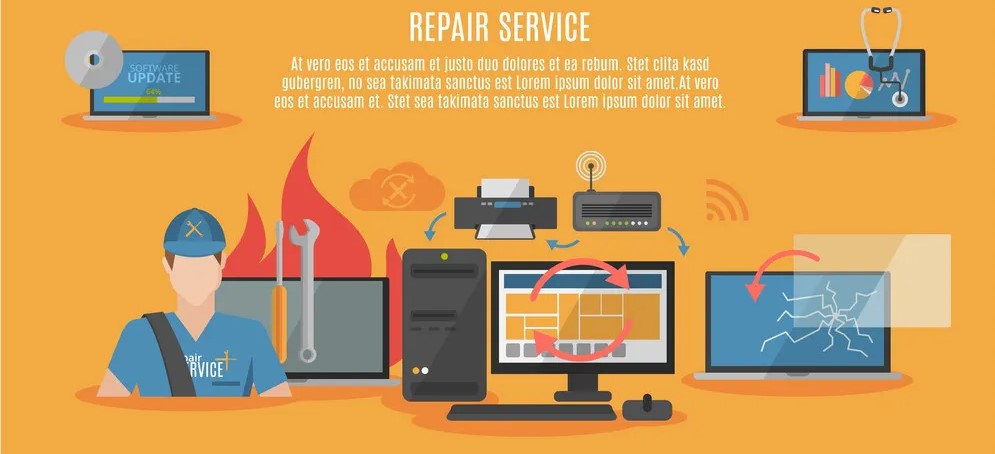 REPAIR SERVICE
At vero eos et accusam et justo duo dolores et ea rebum. Stet clita kasd
gubergren, no sea takimata sanctus est Lorem ipsum dolor sit amet.At vero
eos et accusam et. Stet sea takimata sanctus est Lorem ipsum dolor sit amet.
SOFTWARE
UPDATE
64%